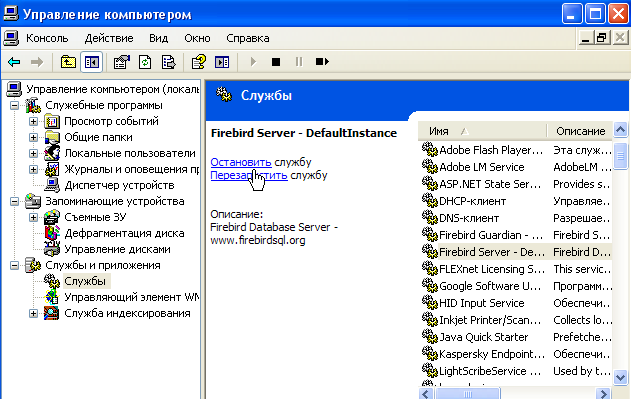 Управление компьютером
Консоль Действие Вид Окно Справка
Управление компьютером (локаль
Служебные программы
Просмотр событий
Общие папки
Локальные пользователи
Журналы и оповещения пр
Диспетчер устройств
Запоминающие устройства
Съемные ЗУ
Дефрагментация диска
Управление дисками
Службы и приложения
Службы
Управляющий элемент WM
Служба индексирования
Службы
Firebird Server - DefaultInstance
Остановить службу
Перезапустить службу
Описание:
Firebird Database Server -
www.firebirdsql.org
Имя Описание
Adobe Flash Player... Эта служ...
Adobe LM Service AdobeLM ...
ASP.NET State Ser... Provides s...
DHCP-клиент Управляе...
DNS-клиент Разрешае...
Firebird Guardian - ... Firebird S...
Firebird Server - De... Firebird D...
FLEXnet Licensing S... This servic...
Google Software U... Программ...
HID Input Service Обеспечи...
Inkjet Printer/Scan... Collects lo...
Java Quick Starter Prefetche...
Kaspersky Endpoint... Обеспечи...
LightScribeService ... Used by t...